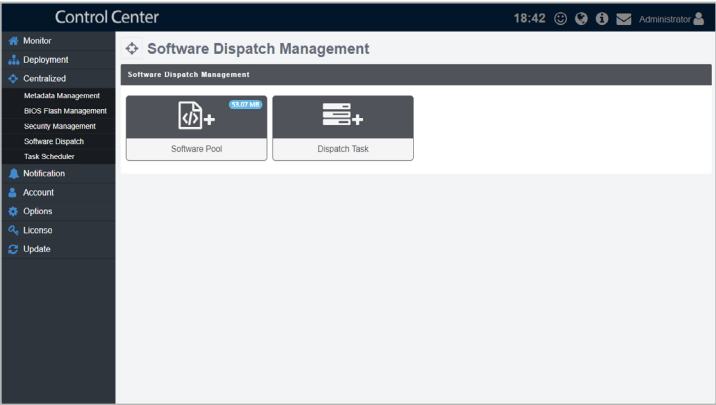 Control Center
18:42 Administrator
Monitor
Deployment
Centralized
Metadata Management
BIOS Flash Management
Security Management
Software Dispatch
Task Scheduler
Notification
Account
Options
License
Update
Software Dispatch Management
Software Dispatch Management
53.07 MB
Software Pool
Dispatch Task